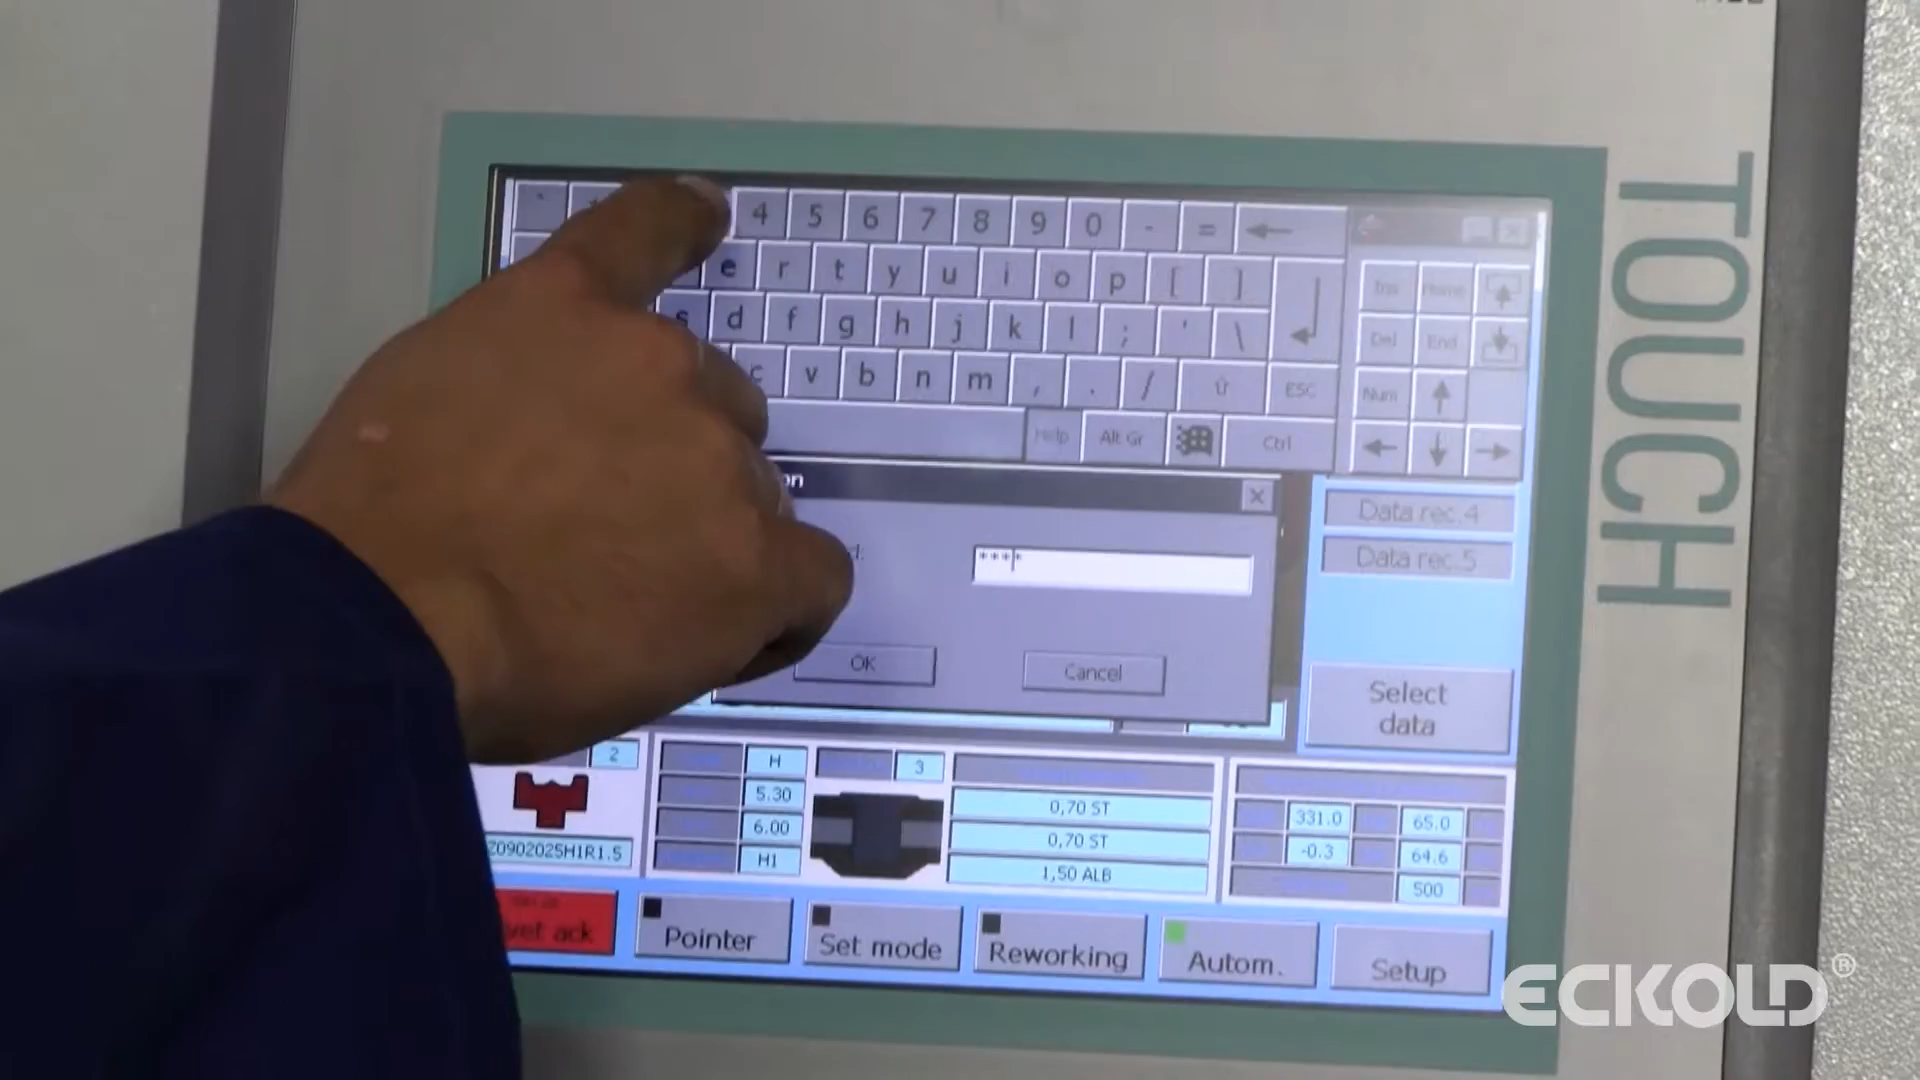 ` 4 5 6 7 8 9 0 - =
e r t y u i o p [ ]
s d f g h j k l ; ' \
c v b n m , . / ESC
Help Alt Gr Ctrl
Ins Home
Del End
Num
TOUCH
on
d:
****
OK Cancel
Data rec.4
Data rec.5
Select
data
2
Z0902025H1R1.5
H
5.30
6.00
H1
3
0,70 ST
0,70 ST
1,50 ALB
331.0 65.0
-0.3 64.6
500
vet ack
Pointer
Set mode
Reworking
Autom.
Setup
ECKOLD®